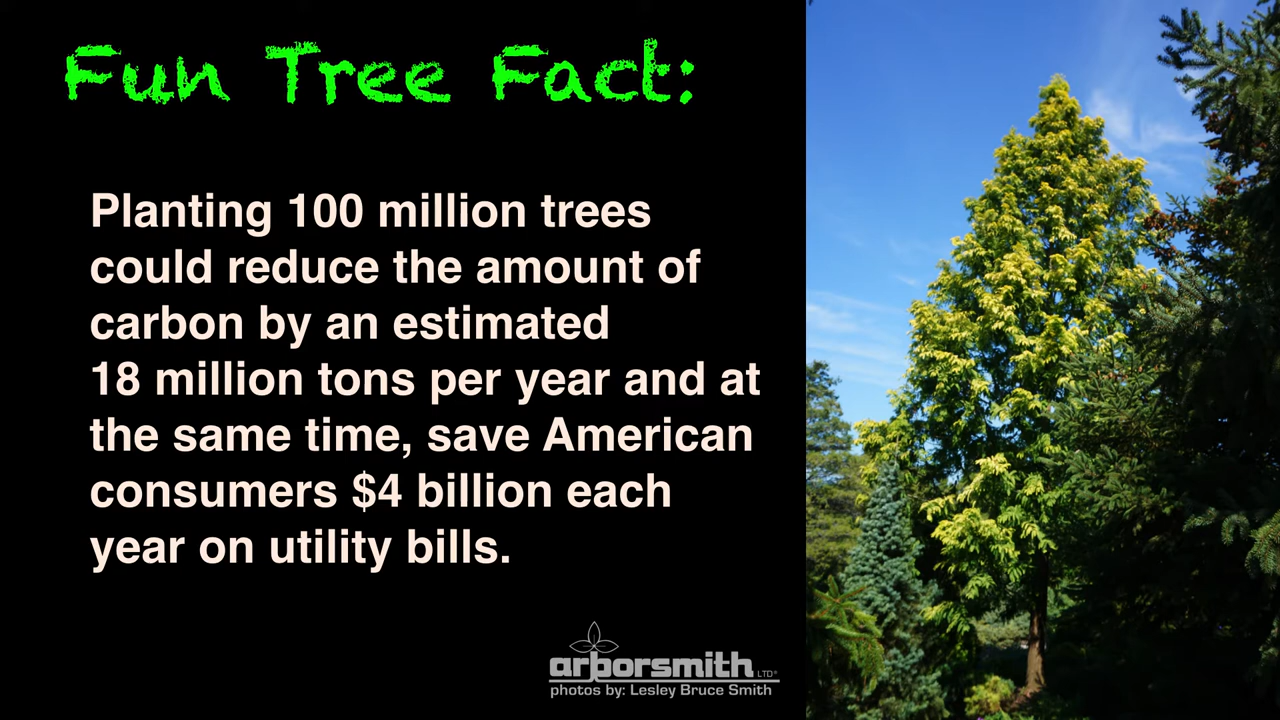 Fun Tree Fact:
Planting 100 million trees
could reduce the amount of
carbon by an estimated
18 million tons per year and at
the same time, save American
consumers $4 billion each
year on utility bills.
arborsmith LTD®
photos by: Lesley Bruce Smith